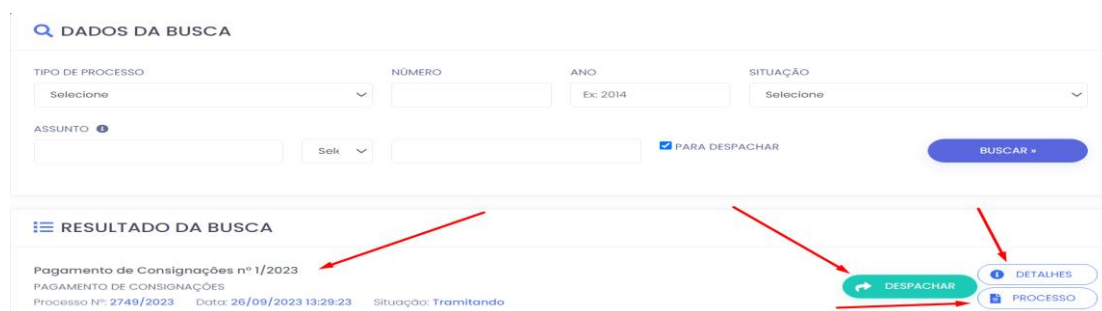 DADOS DA BUSCA
TIPO DE PROCESSO NÚMERO ANO SITUAÇÃO
Selecione Ex: 2014 Selecione
ASSUNTO
Sele PARA DESPACHAR BUSCAR »
RESULTADO DA BUSCA
Pagamento de Consignações nº 1/2023
PAGAMENTO DE CONSIGNAÇÕES
Processo Nº: 2749/2023 Data: 26/09/2023 13:29:23 Situação: Tramitando
DESPACHAR
DETALHES
PROCESSO